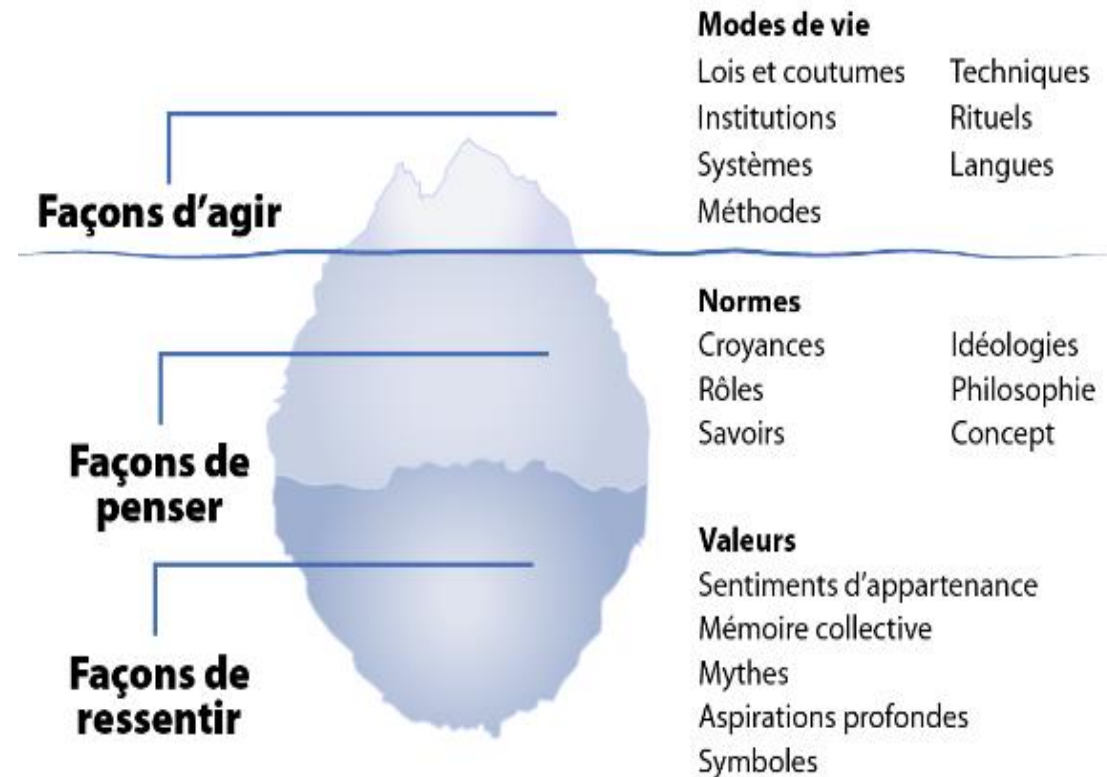 Modes de vie
Lois et coutumes Techniques
Institutions Rituels
Systèmes Langues
Méthodes
Façons d'agir
Normes
Croyances Idéologies
Rôles Philosophie
Savoirs Concept
Façons de
penser
Valeurs
Sentiments d'appartenance
Mémoire collective
Mythes
Aspirations profondes
Symboles
Façons de
ressentir